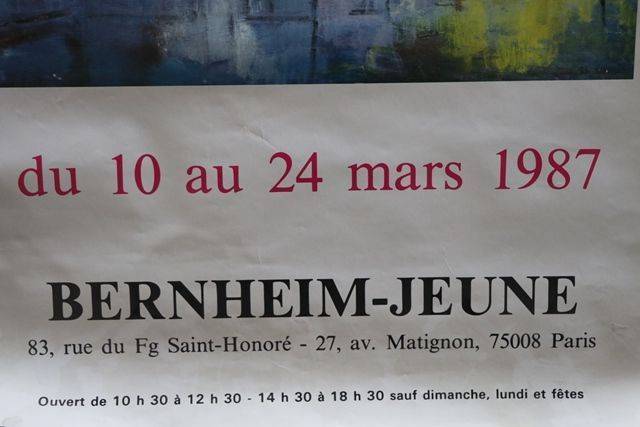 du 10 au 24 mars 1987
BERNHEIM-JEUNE
83, rue du Fg Saint-Honoré - 27, av. Matignon, 75008 Paris
Ouvert de 10 h 30 à 12 h 30 - 14 h 30 à 18 h 30 sauf dimanche, lundi et fêtes